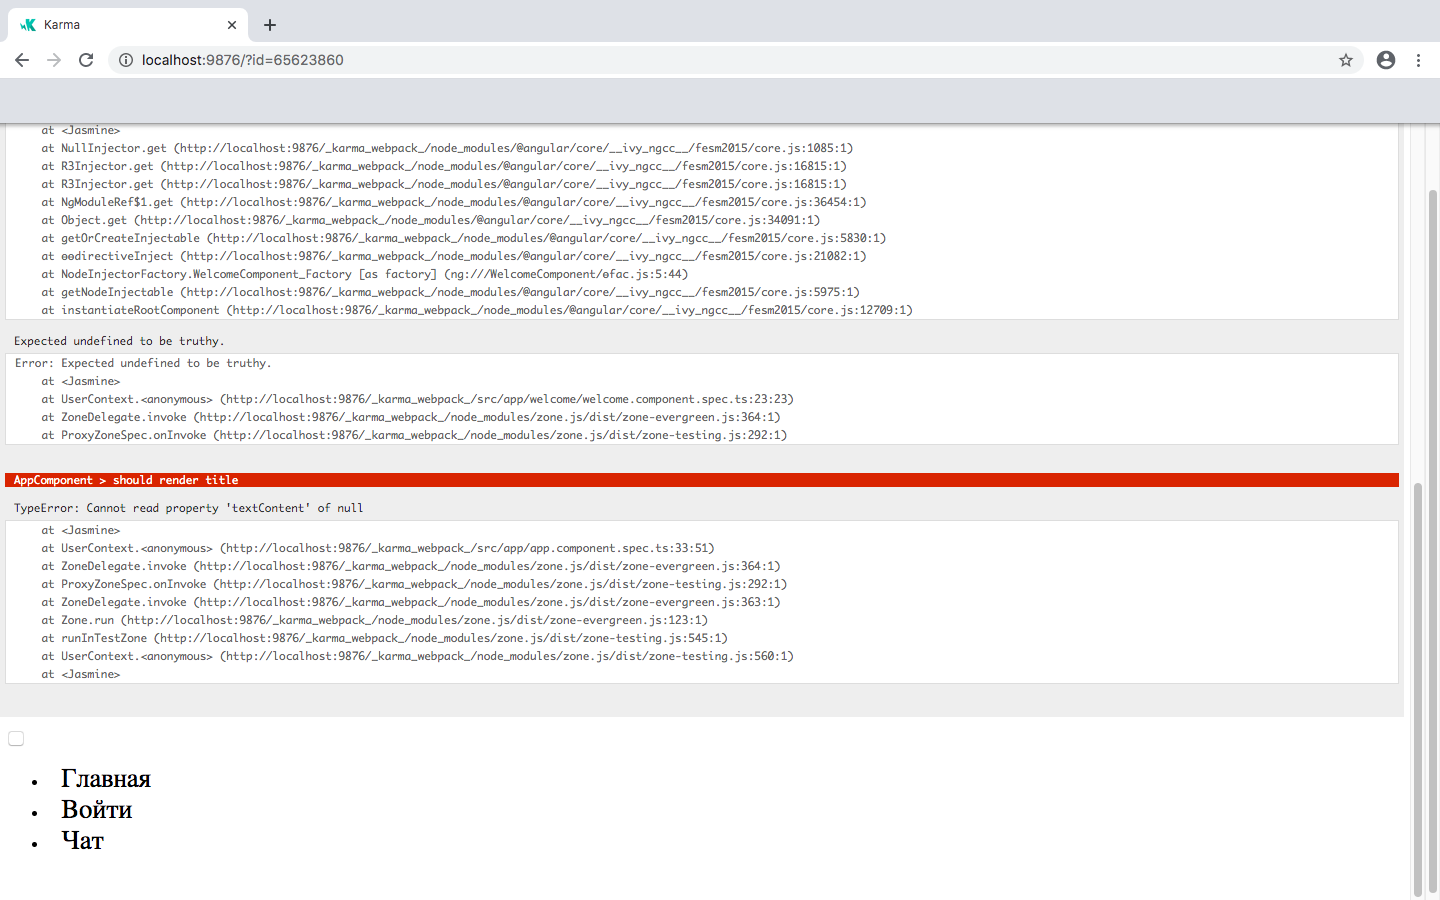 Karma
localhost:9876/?id=65623860
at <Jasmine>
at NullInjector.get (http://localhost:9876/_karma_webpack_/node_modules/@angular/core/__ivy_ngcc__/fesm2015/core.js:1085:1)
at R3Injector.get (http://localhost:9876/_karma_webpack_/node_modules/@angular/core/__ivy_ngcc__/fesm2015/core.js:16815:1)
at R3Injector.get (http://localhost:9876/_karma_webpack_/node_modules/@angular/core/__ivy_ngcc__/fesm2015/core.js:16815:1)
at NgModuleRef$1.get (http://localhost:9876/_karma_webpack_/node_modules/@angular/core/__ivy_ngcc__/fesm2015/core.js:36454:1)
at Object.get (http://localhost:9876/_karma_webpack_/node_modules/@angular/core/__ivy_ngcc__/fesm2015/core.js:34091:1)
at getOrCreateInjectable (http://localhost:9876/_karma_webpack_/node_modules/@angular/core/__ivy_ngcc__/fesm2015/core.js:5830:1)
at ɵɵdirectiveInject (http://localhost:9876/_karma_webpack_/node_modules/@angular/core/__ivy_ngcc__/fesm2015/core.js:21082:1)
at NodeInjectorFactory.WelcomeComponent_Factory [as factory] (ng:///WelcomeComponent/ɵfac.js:5:44)
at getNodeInjectable (http://localhost:9876/_karma_webpack_/node_modules/@angular/core/__ivy_ngcc__/fesm2015/core.js:5975:1)
at instantiateRootComponent (http://localhost:9876/_karma_webpack_/node_modules/@angular/core/__ivy_ngcc__/fesm2015/core.js:12709:1)
Expected undefined to be truthy.
Error: Expected undefined to be truthy.
at <Jasmine>
at UserContext.<anonymous> (http://localhost:9876/_karma_webpack_/src/app/welcome/welcome.component.spec.ts:23:23)
at ZoneDelegate.invoke (http://localhost:9876/_karma_webpack_/node_modules/zone.js/dist/zone-evergreen.js:364:1)
at ProxyZoneSpec.onInvoke (http://localhost:9876/_karma_webpack_/node_modules/zone.js/dist/zone-testing.js:292:1)
AppComponent > should render title
TypeError: Cannot read property 'textContent' of null
at <Jasmine>
at UserContext.<anonymous> (http://localhost:9876/_karma_webpack_/src/app/app.component.spec.ts:33:51)
at ZoneDelegate.invoke (http://localhost:9876/_karma_webpack_/node_modules/zone.js/dist/zone-evergreen.js:364:1)
at ProxyZoneSpec.onInvoke (http://localhost:9876/_karma_webpack_/node_modules/zone.js/dist/zone-testing.js:292:1)
at ZoneDelegate.invoke (http://localhost:9876/_karma_webpack_/node_modules/zone.js/dist/zone-evergreen.js:363:1)
at Zone.run (http://localhost:9876/_karma_webpack_/node_modules/zone.js/dist/zone-evergreen.js:123:1)
at runInTestZone (http://localhost:9876/_karma_webpack_/node_modules/zone.js/dist/zone-testing.js:545:1)
at UserContext.<anonymous> (http://localhost:9876/_karma_webpack_/node_modules/zone.js/dist/zone-testing.js:560:1)
at <Jasmine>
• Главная
• Войти
• Чат